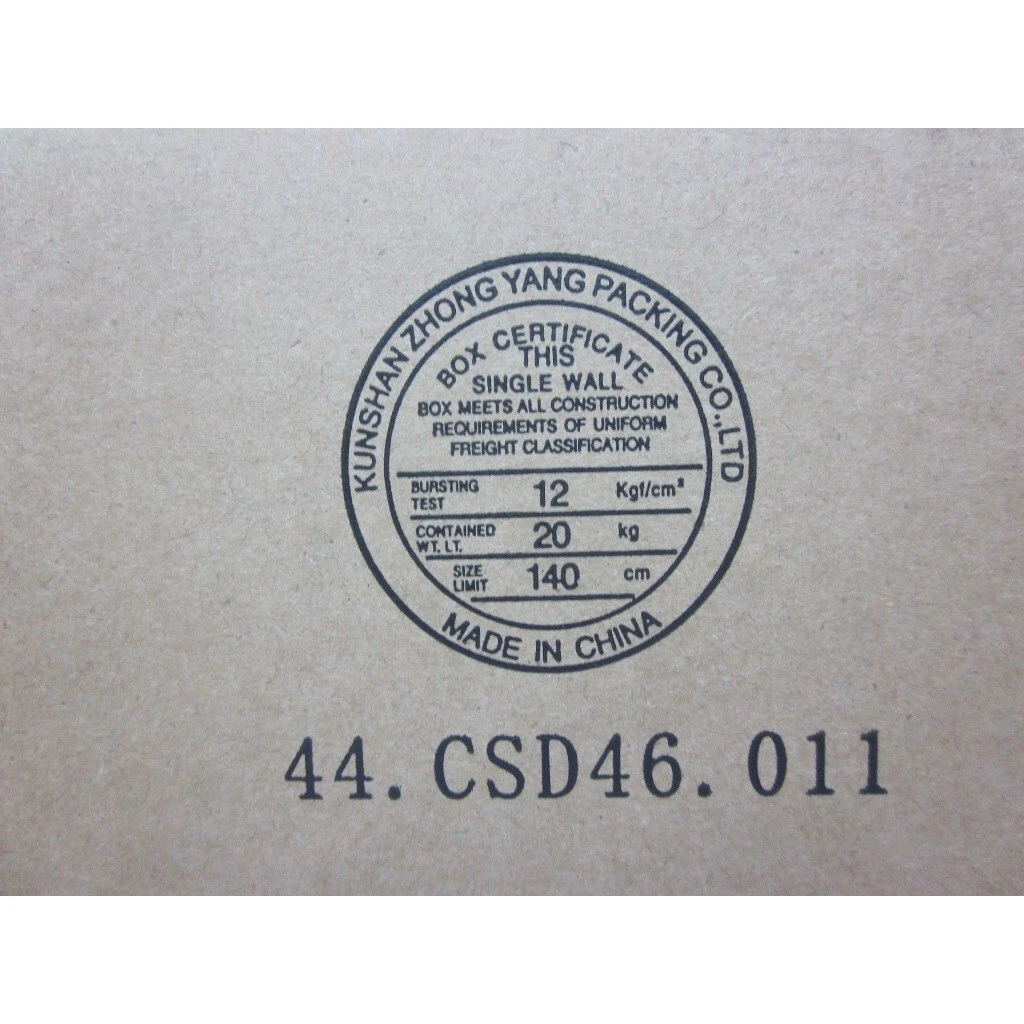 KUNSHAN ZHONG YANG PACKING CO.,LTD
BOX CERTIFICATE
THIS
SINGLE WALL
BOX MEETS ALL CONSTRUCTION
REQUIREMENTS OF UNIFORM
FREIGHT CLASSIFICATION
BURSTING TEST 12 Kgf/cm²
CONTAINED WT. LT. 20 kg
SIZE LIMIT 140 cm
MADE IN CHINA
44.CSD46.011